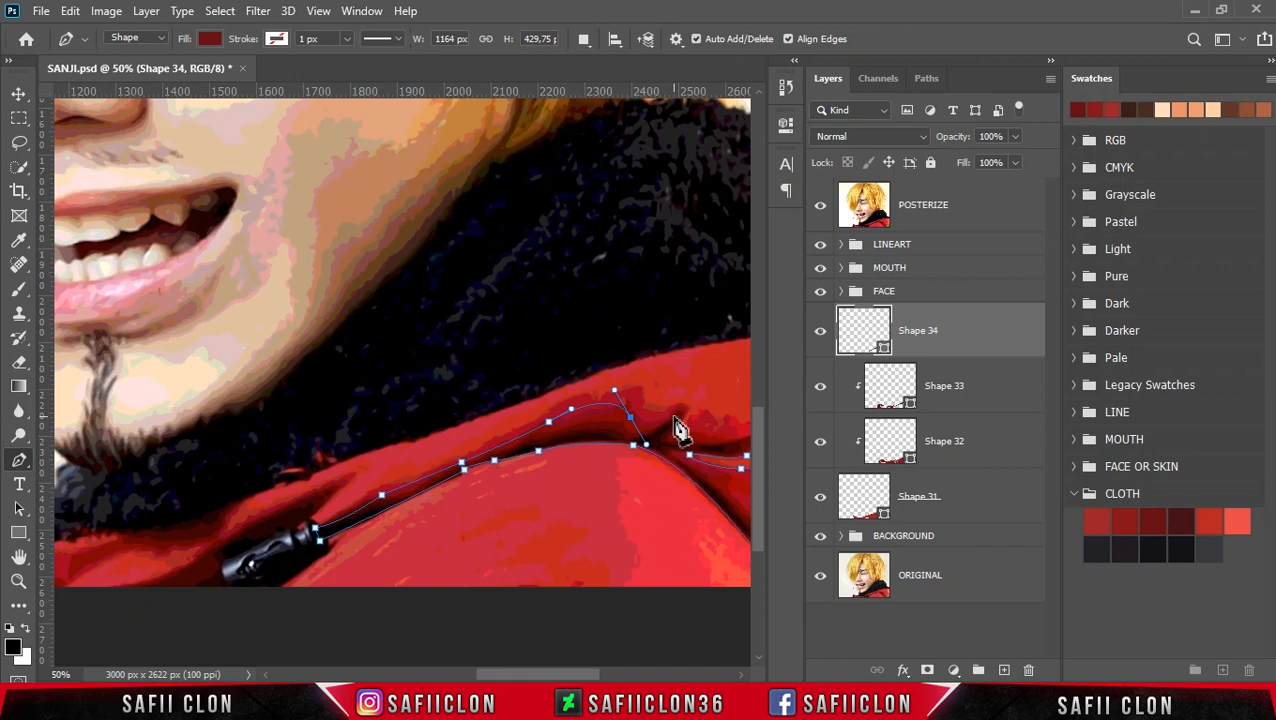 Ps File Edit Image Layer Type Select Filter 3D View Window Help
Shape Fill: Stroke: 1 px W: 1164 px H: 429,75 p Auto Add/Delete Align Edges
SANJI.psd @ 50% (Shape 34, RGB/8) *
1200 1300 1400 1500 1600 1700 1800 1900 2000 2100 2200 2300 2400 2500 2600
Layers Channels Paths
Kind
Normal Opacity: 100%
Lock: Fill: 100%
POSTERIZE
LINEART
MOUTH
FACE
Shape 34
Shape 33
Shape 32
Shape 31
BACKGROUND
ORIGINAL
Swatches
RGB
CMYK
Grayscale
Pastel
Light
Pure
Dark
Darker
Pale
Legacy Swatches
LINE
MOUTH
FACE OR SKIN
CLOTH
50% 3000 px x 2622 px (100 ppi)
SAFII CLON SAFIICLON SAFIICLON36 SAFIICLON SAFII CLON